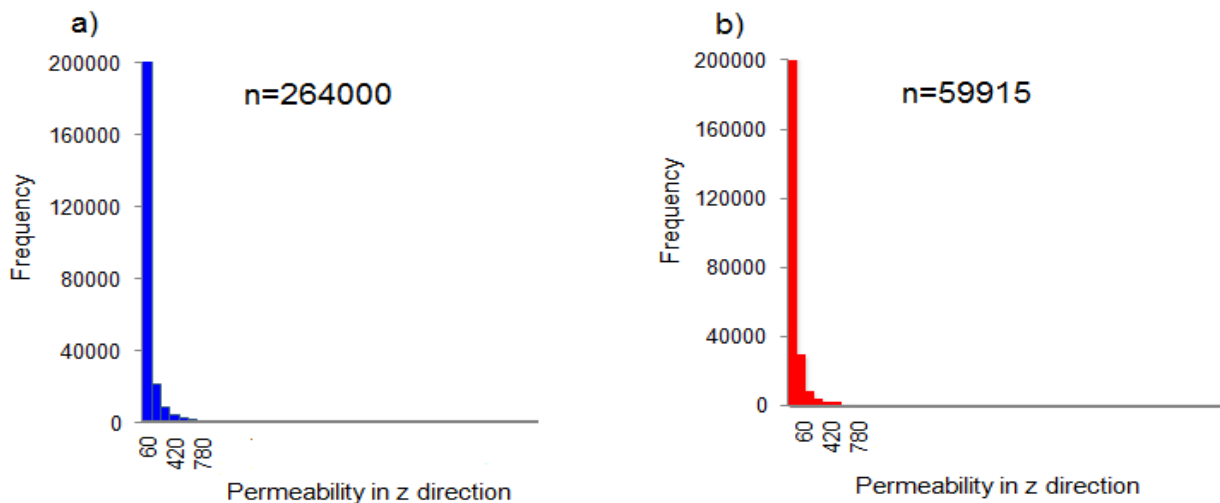 a)
n=264000
Frequency
200000
160000
120000
80000
40000
0
60
420
780
Permeability in z direction
b)
n=59915
Frequency
200000
160000
120000
80000
40000
0
60
420
780
Permeability in z direction